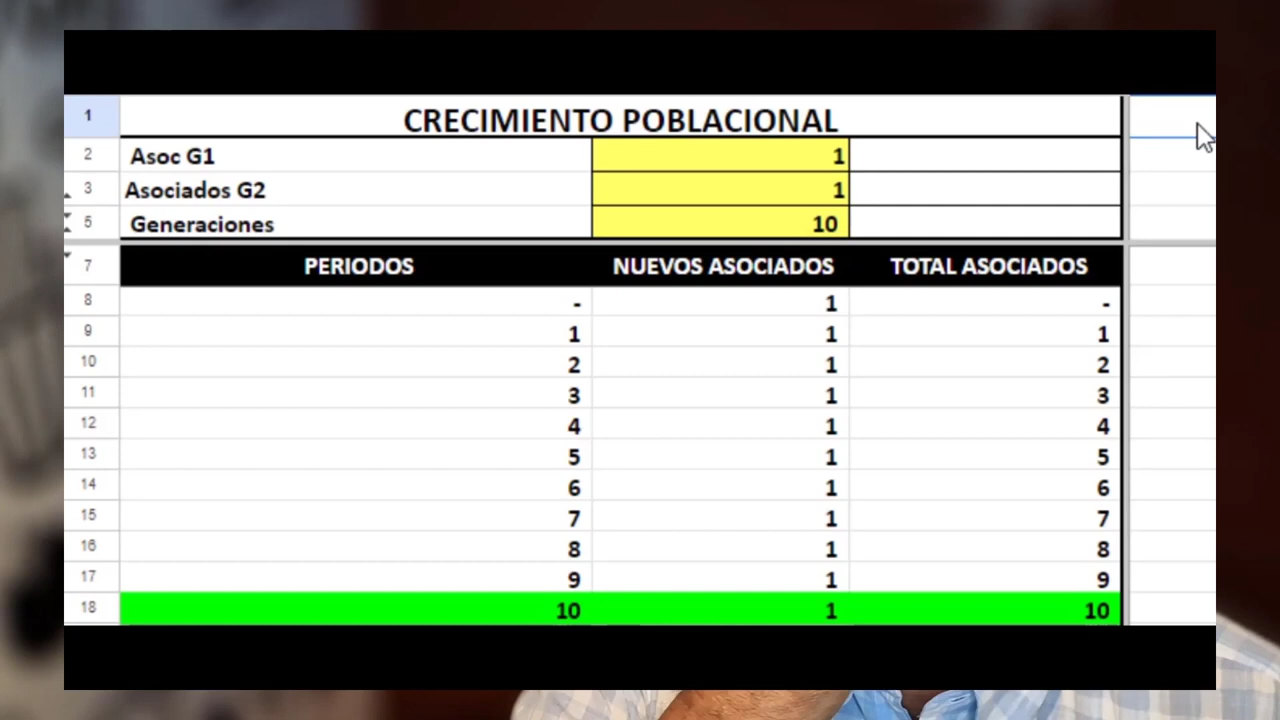 1 CRECIMIENTO POBLACIONAL
2 Asoc G1 1
3 Asociados G2 1
5 Generaciones 10
7 PERIODOS NUEVOS ASOCIADOS TOTAL ASOCIADOS
8 - 1 -
9 1 1 1
10 2 1 2
11 3 1 3
12 4 1 4
13 5 1 5
14 6 1 6
15 7 1 7
16 8 1 8
17 9 1 9
18 10 1 10